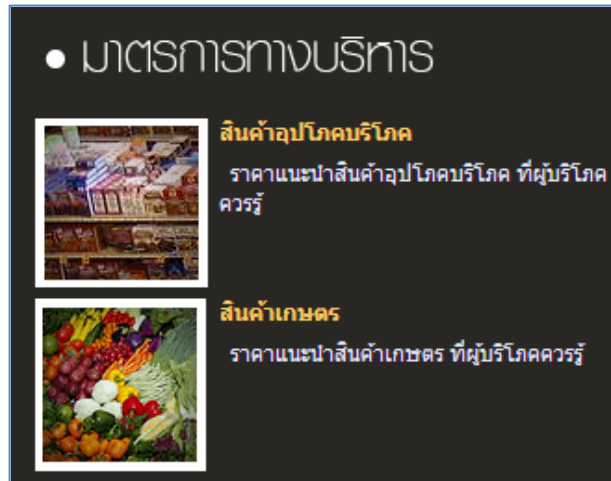 • มาตรการทางบริหาร
สินค้าอุปโภคบริโภค
ราคาแนะนำสินค้าอุปโภคบริโภค ที่ผู้บริโภค
ควรรู้
สินค้าเกษตร
ราคาแนะนำสินค้าเกษตร ที่ผู้บริโภคควรรู้